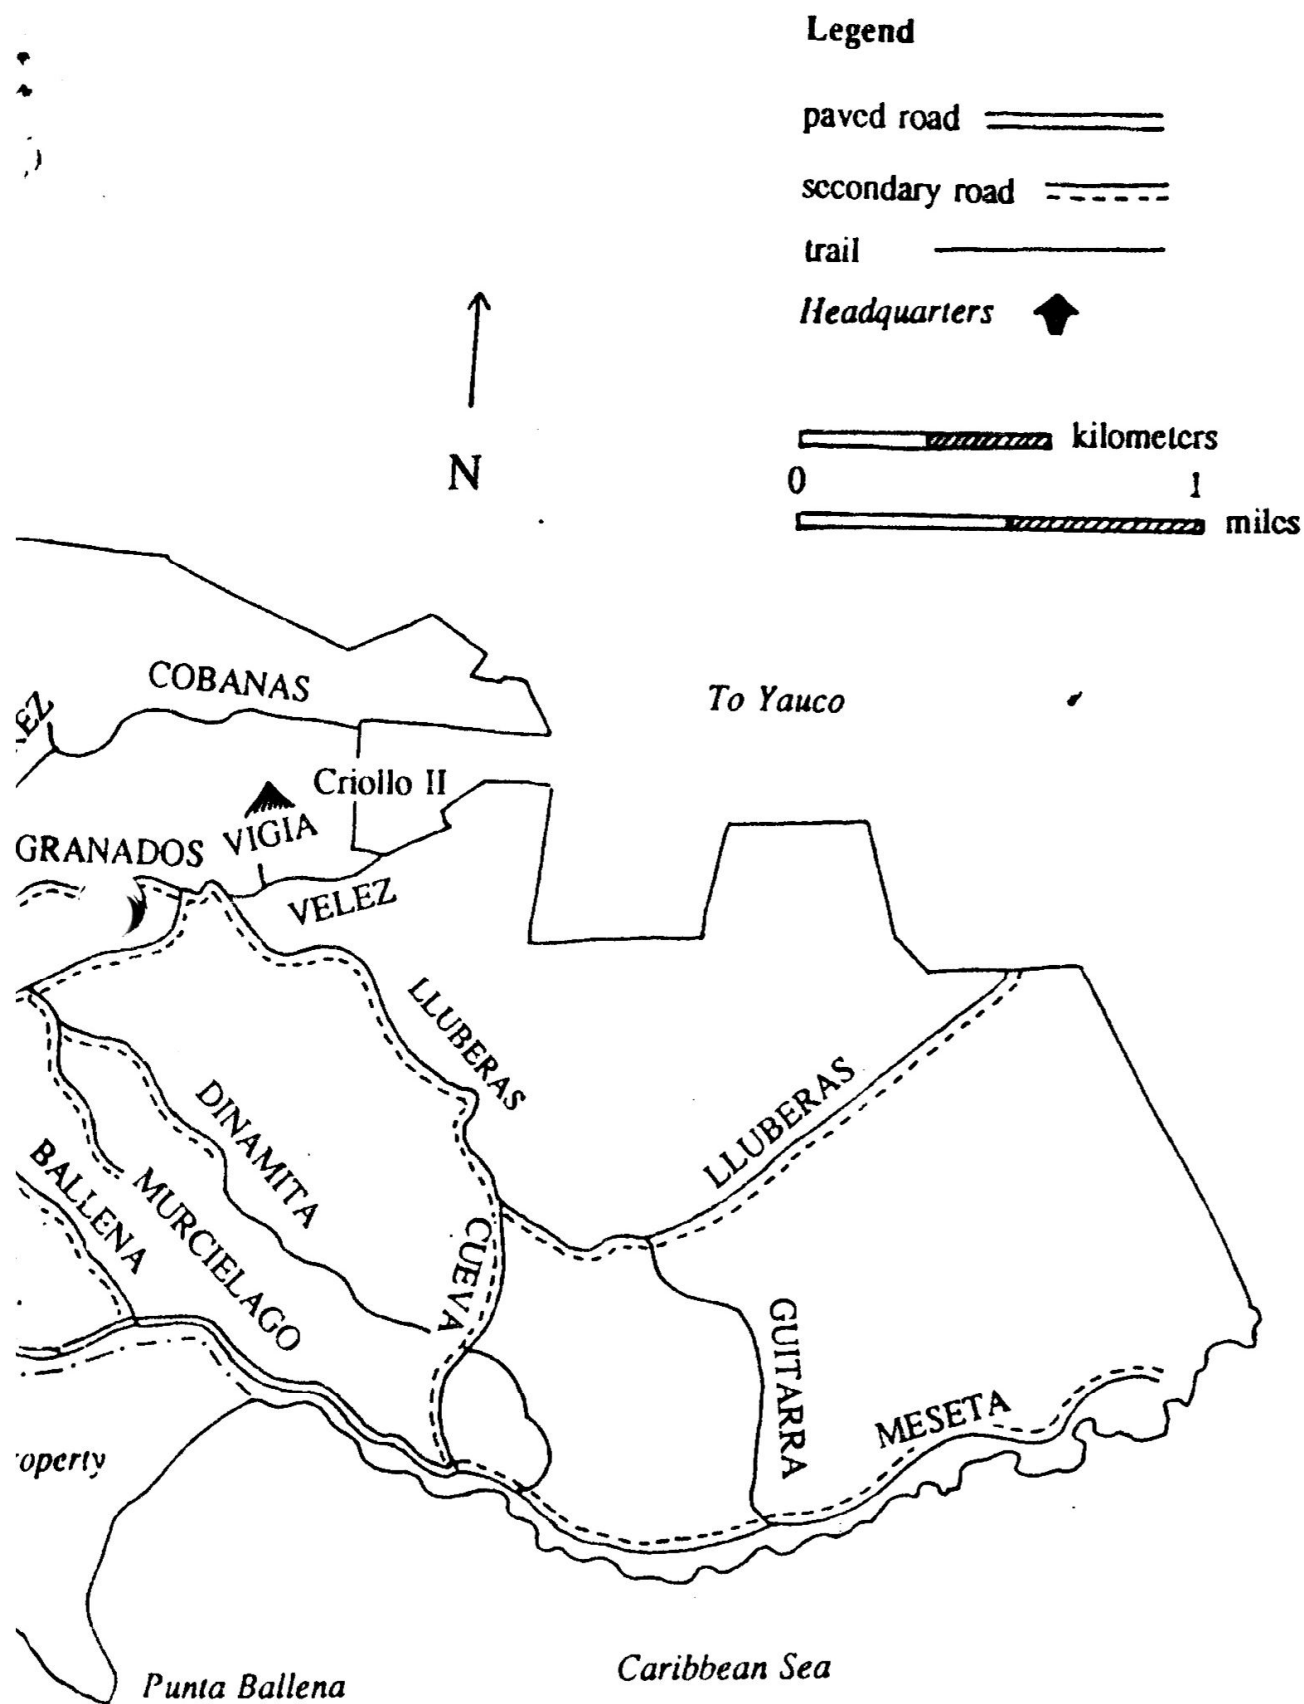 Legend
paved road
secondary road
trail
Headquarters
kilometers
0 1
miles
N
COBANAS
To Yauco
Criollo II
VIGIA
GRANADOS
VELEZ
LLUBERAS
LLUBERAS
DINAMITA
BALLENA
MURCIELAGO
CUEVA
GUITARRA
MESETA
operty
Caribbean Sea
Punta Ballena